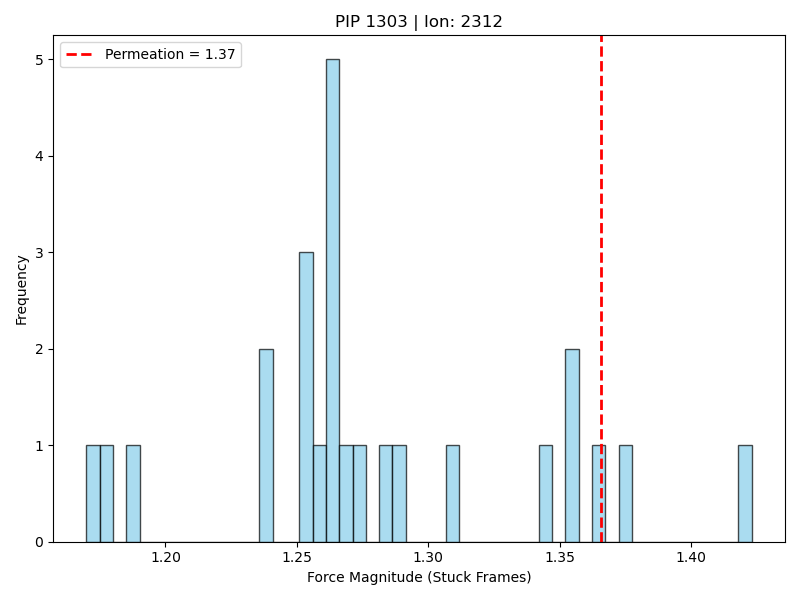 PIP 1303 | Ion: 2312
Permeation = 1.37
Frequency
5
4
3
2
1
0
1.20 1.25 1.30 1.35 1.40
Force Magnitude (Stuck Frames)